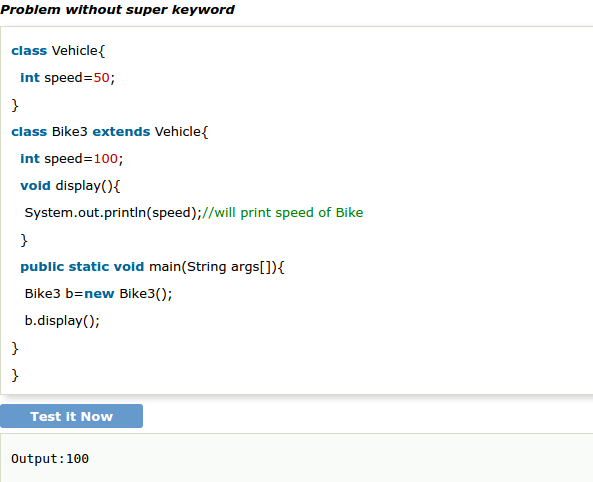 Problem without super keyword
class Vehicle{
int speed=50;
}
class Bike3 extends Vehicle{
int speed=100;
void display(){
System.out.println(speed);//will print speed of Bike
}
public static void main(String args[]){
Bike3 b=new Bike3();
b.display();
}
}
Test it Now
Output:100